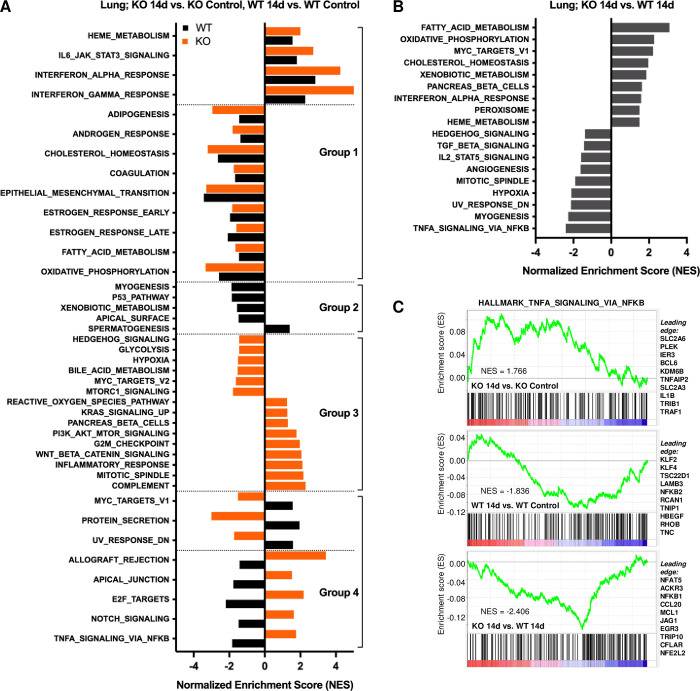 A
Lung; KO 14d vs. KO Control, WT 14d vs. WT Control
WT
KO
HEME_METABOLISM
IL6_JAK_STAT3_SIGNALING
INTERFERON_ALPHA_RESPONSE
INTERFERON_GAMMA_RESPONSE
ADIPOGENESIS
ANDROGEN_RESPONSE
CHOLESTEROL_HOMEOSTASIS
COAGULATION
EPITHELIAL_MESENCHYMAL_TRANSITION
ESTROGEN_RESPONSE_EARLY
ESTROGEN_RESPONSE_LATE
FATTY_ACID_METABOLISM
OXIDATIVE_PHOSPHORYLATION
Group 1
MYOGENESIS
P53_PATHWAY
XENOBIOTIC_METABOLISM
APICAL_SURFACE
SPERMATOGENESIS
Group 2
HEDGEHOG_SIGNALING
GLYCOLYSIS
HYPOXIA
BILE_ACID_METABOLISM
MYC_TARGETS_V2
MTORC1_SIGNALING
REACTIVE_OXYGEN_SPECIES_PATHWAY
KRAS_SIGNALING_UP
PANCREAS_BETA_CELLS
PI3K_AKT_MTOR_SIGNALING
G2M_CHECKPOINT
WNT_BETA_CATENIN_SIGNALING
INFLAMMATORY_RESPONSE
MITOTIC_SPINDLE
COMPLEMENT
Group 3
MYC_TARGETS_V1
PROTEIN_SECRETION
UV_RESPONSE_DN
ALLOGRAFT_REJECTION
APICAL_JUNCTION
E2F_TARGETS
NOTCH_SIGNALING
TNFA_SIGNALING_VIA_NFKB
Group 4
-4 -2 0 2 4
Normalized Enrichment Score (NES)
B
Lung; KO 14d vs. WT 14d
FATTY_ACID_METABOLISM
OXIDATIVE_PHOSPHORYLATION
MYC_TARGETS_V1
CHOLESTEROL_HOMEOSTASIS
XENOBIOTIC_METABOLISM
PANCREAS_BETA_CELLS
INTERFERON_ALPHA_RESPONSE
PEROXISOME
HEME_METABOLISM
HEDGEHOG_SIGNALING
TGF_BETA_SIGNALING
IL2_STAT5_SIGNALING
ANGIOGENESIS
MITOTIC_SPINDLE
HYPOXIA
UV_RESPONSE_DN
MYOGENESIS
TNFA_SIGNALING_VIA_NFKB
-4 -2 0 2 4
Normalized Enrichment Score (NES)
C
HALLMARK_TNFA_SIGNALING_VIA_NFKB
Enrichment score (ES)
0.08
0.04
0.00
NES = 1.766
KO 14d vs. KO Control
Leading
edge:
SLC2A6
PLEK
IER3
BCL6
KDM6B
TNFAIP2
SLC2A3
IL1B
TRIB1
TRAF1
Enrichment score (ES)
0.04
0.00
-0.04
-0.08
-0.12
NES = -1.836
WT 14d vs. WT Control
Leading
edge:
KLF2
KLF4
TSC22D1
LAMB3
NFKB2
RCAN1
TNIP1
HBEGF
RHOB
TNC
Enrichment score (ES)
0.00
-0.04
-0.08
-0.12
NES = -2.406
KO 14d vs. WT 14d
Leading
edge:
NFAT5
ACKR3
NFKB1
CCL20
MCL1
JAG1
EGR3
TRIP10
CFLAR
NFE2L2